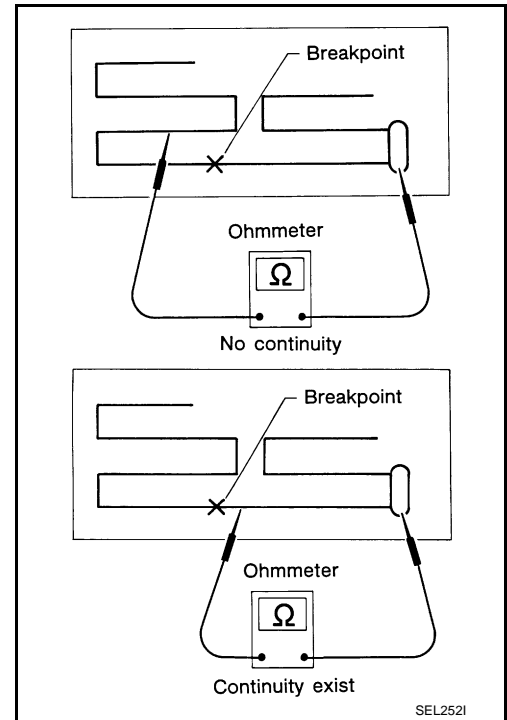 Breakpoint
Ohmmeter
Ω
No continuity
Breakpoint
Ohmmeter
Ω
Continuity exist
SEL252I